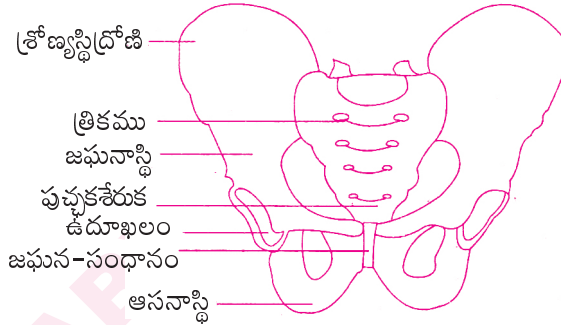 శ్రోణ్యస్థిద్రోణి
త్రికము
జఘనాస్థి
పుచ్ఛకశేరుక
ఉదూఖలం
జఘన-సంధానం
ఆసనాస్థి